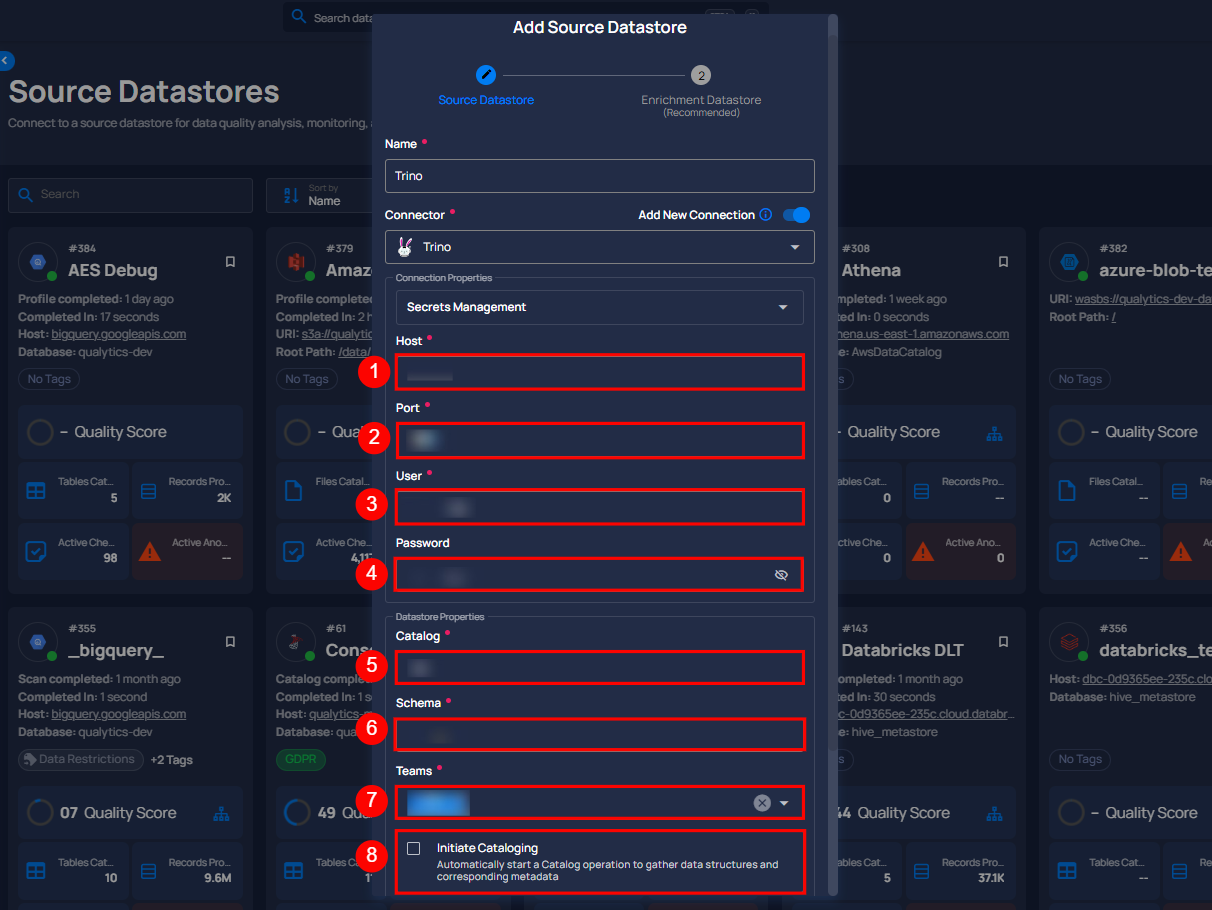 Search data
Add Source Datastore
2
Source Datastore
Enrichment Datastore
(Recommended)
Source Datastores
Connect to a source datastore for data quality analysis, monitoring,
Search
Sort by
Name
Name *
Trino
Connector *
Add New Connection
Trino
Connection Properties
Secrets Management
Host *
1
Port *
2
User *
3
Password
4
Datastore Properties
Catalog *
5
Schema *
6
Teams *
7
8
Initiate Cataloging
Automatically start a Catalog operation to gather data structures and
corresponding metadata
#384
AES Debug
Profile completed: 1 day ago
Completed In: 17 seconds
Host: bigquery.googleapis.com
Database: qualytics-dev
No Tags
– Quality Score
Tables Cat...
5
Records Pro...
2K
Active Che...
98
Active Ano...
--
#379
Amaz
Profile complete
Completed In: 2 h
URI: s3a://qualytic
Root Path: /data/
No Tags
– Qua
Files Catal...
Active Che...
4,117
#308
Athena
mpleted: 1 week ago
ed In: 0 seconds
hena.us-east-1.amazonaws.com
e: AwsDataCatalog
s
- Quality Score
ables Cat...
0
Records Pro...
--
ctive Che...
0
Active Ano...
0
#382
azure-blob-te
URI: wasbs://qualytics-dev-da
Root Path: /
No Tags
– Quality Score
Files Catal...
--
Re
Active Che...
--
A
#355
_bigquery_
Scan completed: 1 month ago
Completed In: 1 second
Host: bigquery.googleapis.com
Database: qualytics-dev
Data Restrictions
+2 Tags
07 Quality Score
Tables Cat...
10
Records Pro...
9.6M
#61
Cons
Catalog comple
Completed In: 1 s
Host: qualytics-m
Database: qua
GDPR
49 Qu
Tables C
1
#143
Databricks DLT
ompleted: 1 month ago
ed In: 30 seconds
c-0d9365ee-235c.cloud.databr...
e: hive_metastore
s
44 Quality Score
ables Cat...
5
Records Pro...
37.1K
#356
databricks_te
Host: dbc-0d9365ee-235c.clo
Database: hive_metastore
No Tags
– Quality Score
Tables Cat...
--
Re